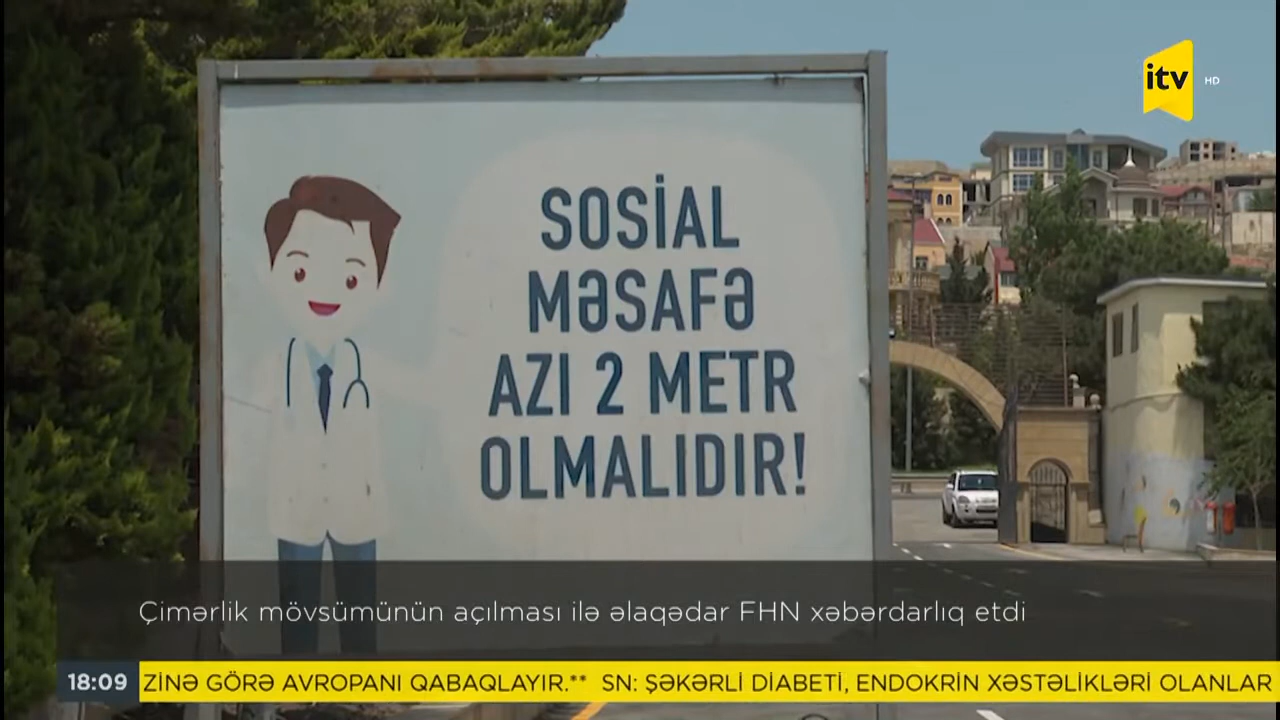 itv HD
SOSİAL
MƏSAFƏ
AZI 2 METR
OLMALIDIR!
Çimərlik mövsümünün açılması ilə əlaqədar FHN xəbərdarlıq etdi
18:09 ZİNƏ GÖRƏ AVROPANI QABAQLAYIR.** SN: ŞƏKƏRLİ DİABETİ, ENDOKRİN XƏSTƏLİKLƏRİ OLANLAR